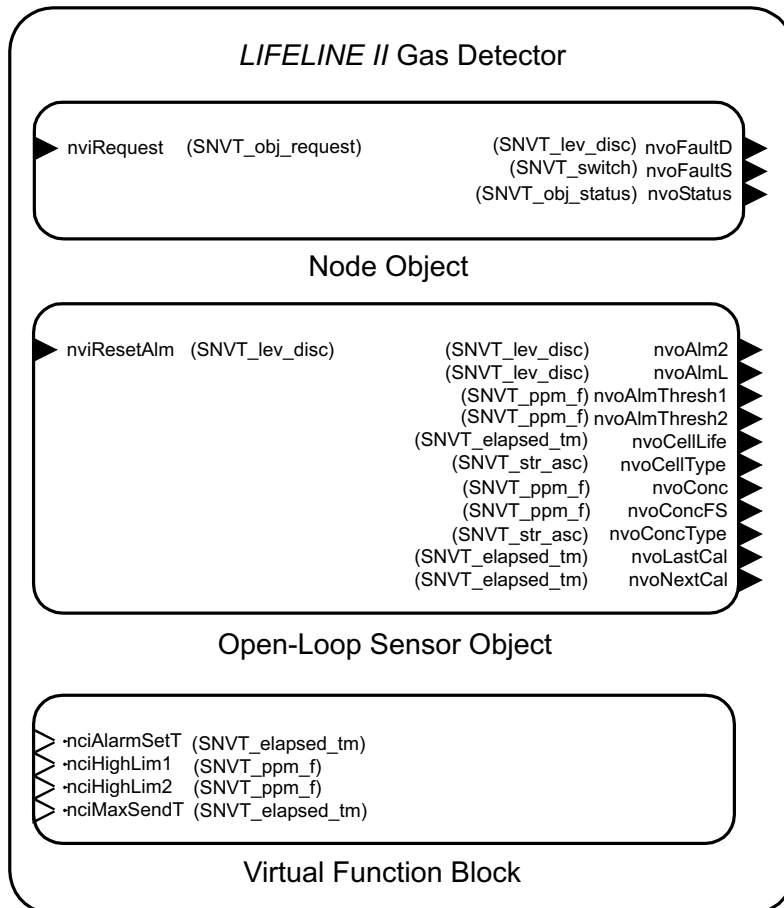 LIFELINE II Gas Detector
nviRequest (SNVT_obj_request) (SNVT_lev_disc) nvoFaultD
(SNVT_switch) nvoFaultS
(SNVT_obj_status) nvoStatus
Node Object
nviResetAlm (SNVT_lev_disc) (SNVT_lev_disc) nvoAlm2
(SNVT_lev_disc) nvoAlmL
(SNVT_ppm_f) nvoAlmThresh1
(SNVT_ppm_f) nvoAlmThresh2
(SNVT_elapsed_tm) nvoCellLife
(SNVT_str_asc) nvoCellType
(SNVT_ppm_f) nvoConc
(SNVT_ppm_f) nvoConcFS
(SNVT_str_asc) nvoConcType
(SNVT_elapsed_tm) nvoLastCal
(SNVT_elapsed_tm) nvoNextCal
Open-Loop Sensor Object
nciAlarmSetT (SNVT_elapsed_tm)
nciHighLim1 (SNVT_ppm_f)
nciHighLim2 (SNVT_ppm_f)
nciMaxSendT (SNVT_elapsed_tm)
Virtual Function Block